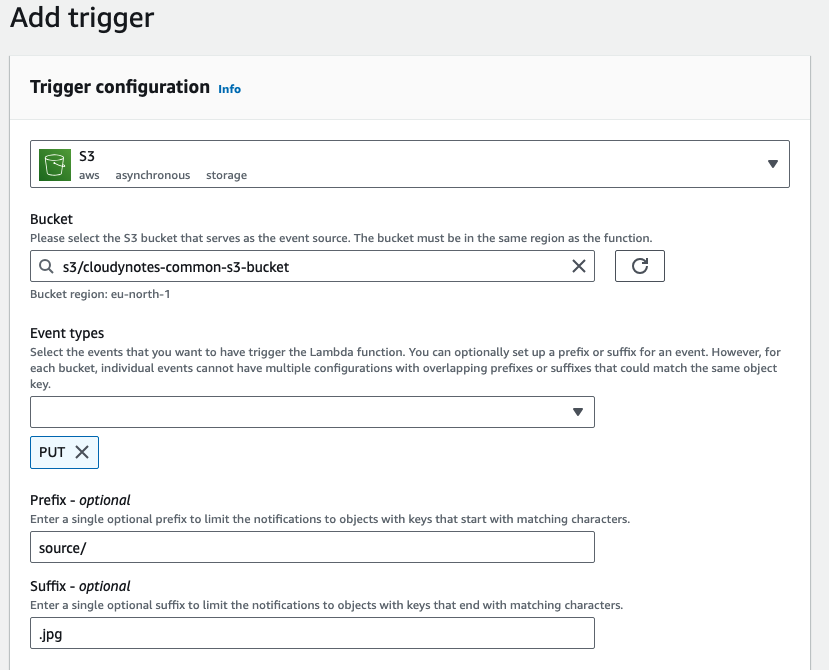 Add trigger
Trigger configuration Info
S3
aws asynchronous storage
Bucket
Please select the S3 bucket that serves as the event source. The bucket must be in the same region as the function.
s3/cloudynotes-common-s3-bucket
Bucket region: eu-north-1
Event types
Select the events that you want to have trigger the Lambda function. You can optionally set up a prefix or suffix for an event. However, for
each bucket, individual events cannot have multiple configurations with overlapping prefixes or suffixes that could match the same object
key.
PUT
Prefix - optional
Enter a single optional prefix to limit the notifications to objects with keys that start with matching characters.
source/
Suffix - optional
Enter a single optional suffix to limit the notifications to objects with keys that end with matching characters.
.jpg